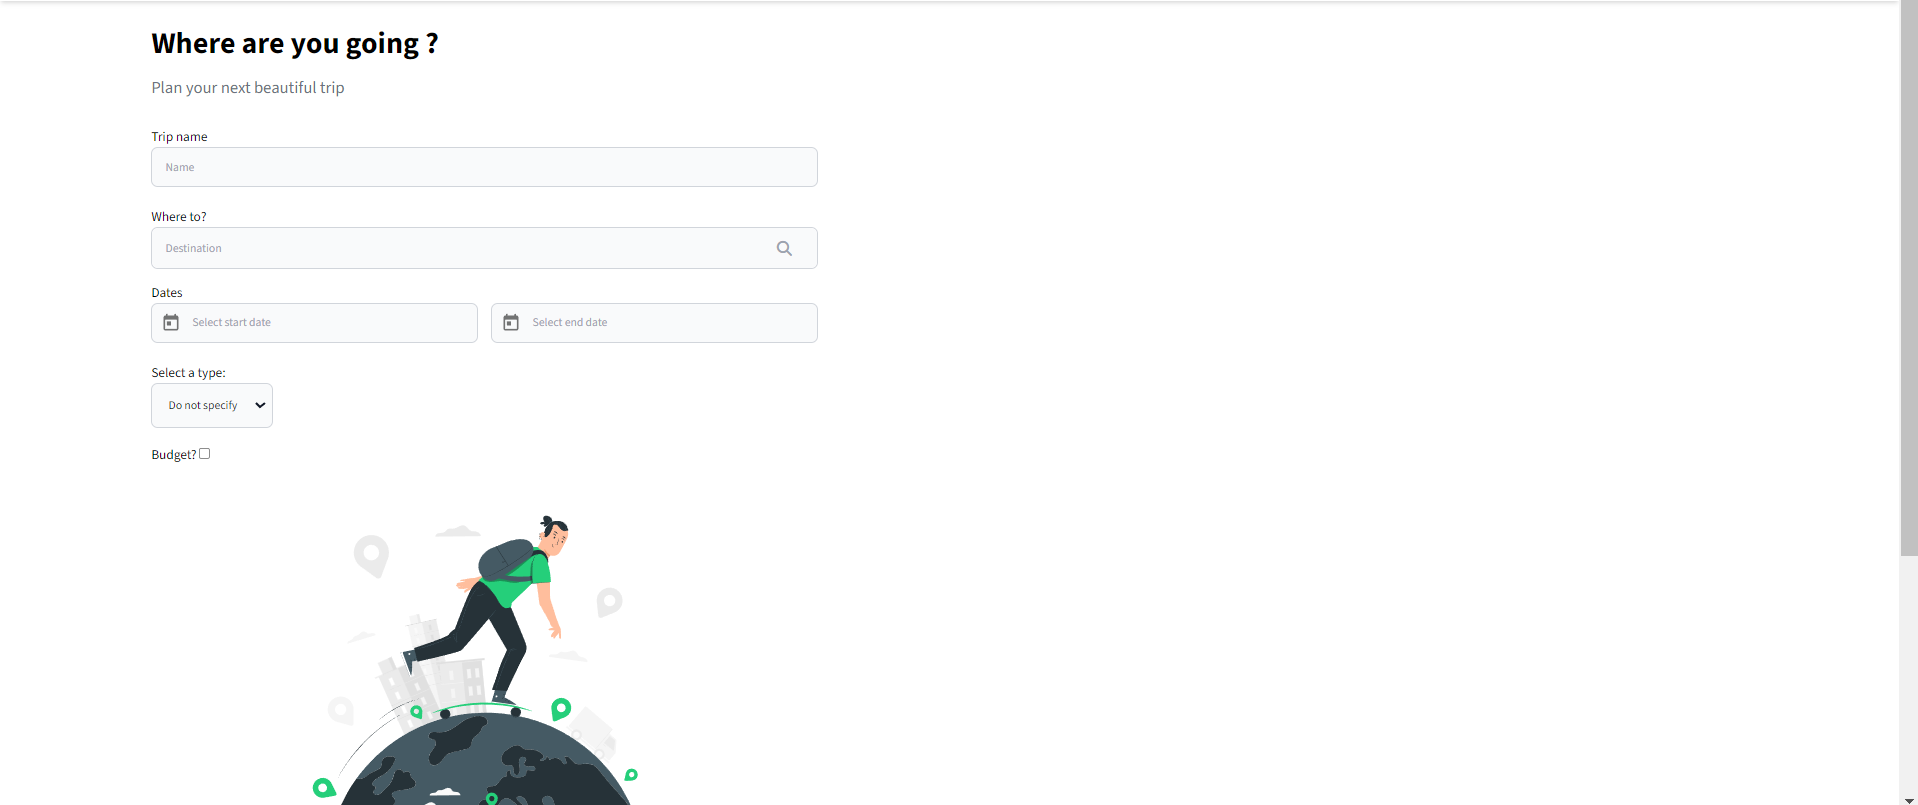 Where are you going ?
Plan your next beautiful trip
Trip name
Name
Where to?
Destination
Dates
Select start date
Select end date
Select a type:
Do not specify
Budget?